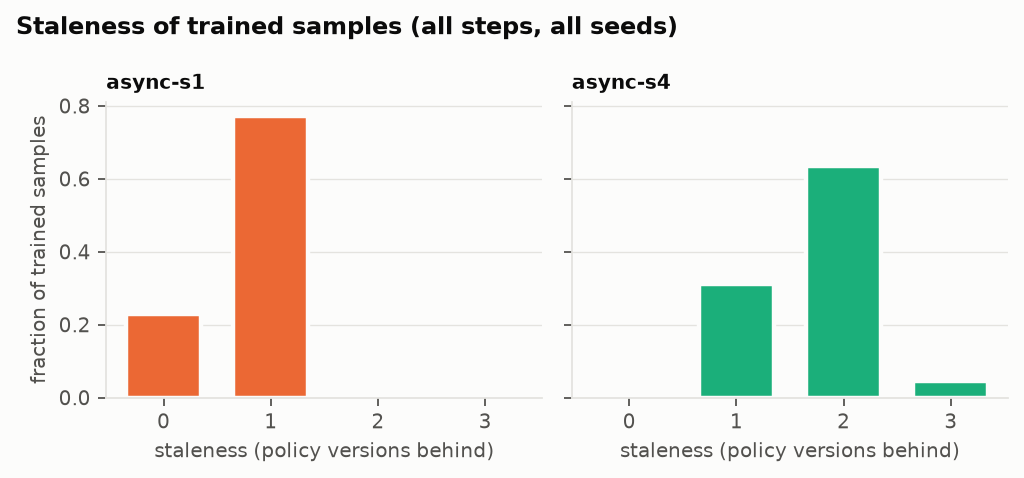 Staleness of trained samples (all steps, all seeds)
async-s1
async-s4
fraction of trained samples
0.8
0.6
0.4
0.2
0.0
0 1 2 3
0 1 2 3
staleness (policy versions behind)
staleness (policy versions behind)